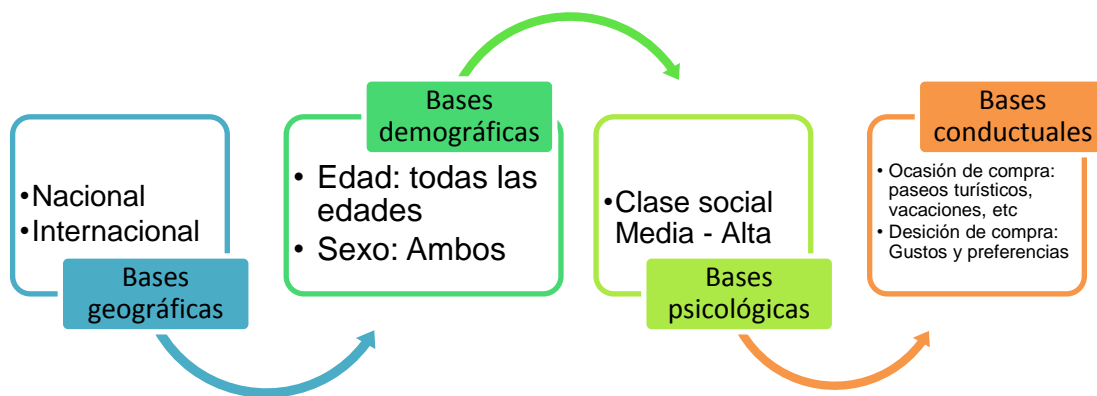 •Nacional
•Internacional
Bases
geográficas
Bases
demográficas
• Edad: todas las
edades
• Sexo: Ambos
•Clase social
Media - Alta
Bases
psicológicas
Bases
conductuales
• Ocasión de compra:
paseos turísticos,
vacaciones, etc
• Desición de compra:
Gustos y preferencias